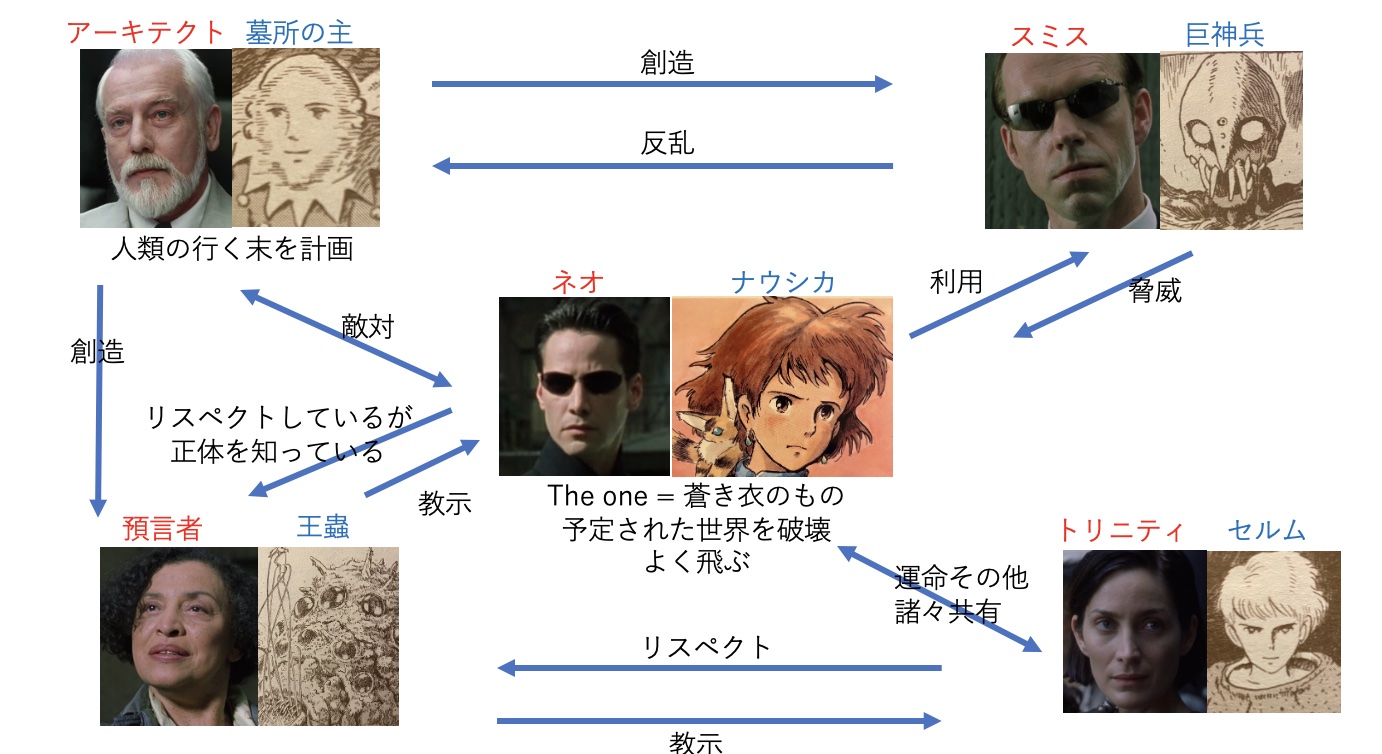 アーキテクト 墓所の主
スミス 巨神兵
創造
反乱
人類の行く末を計画
ネオ ナウシカ
利用
脅威
敵対
創造
リスペクトしているが
正体を知っている
教示
The one = 蒼き衣のもの
予定された世界を破壊
よく飛ぶ
預言者 王蟲
トリニティ セルム
運命その他
諸々共有
リスペクト
教示